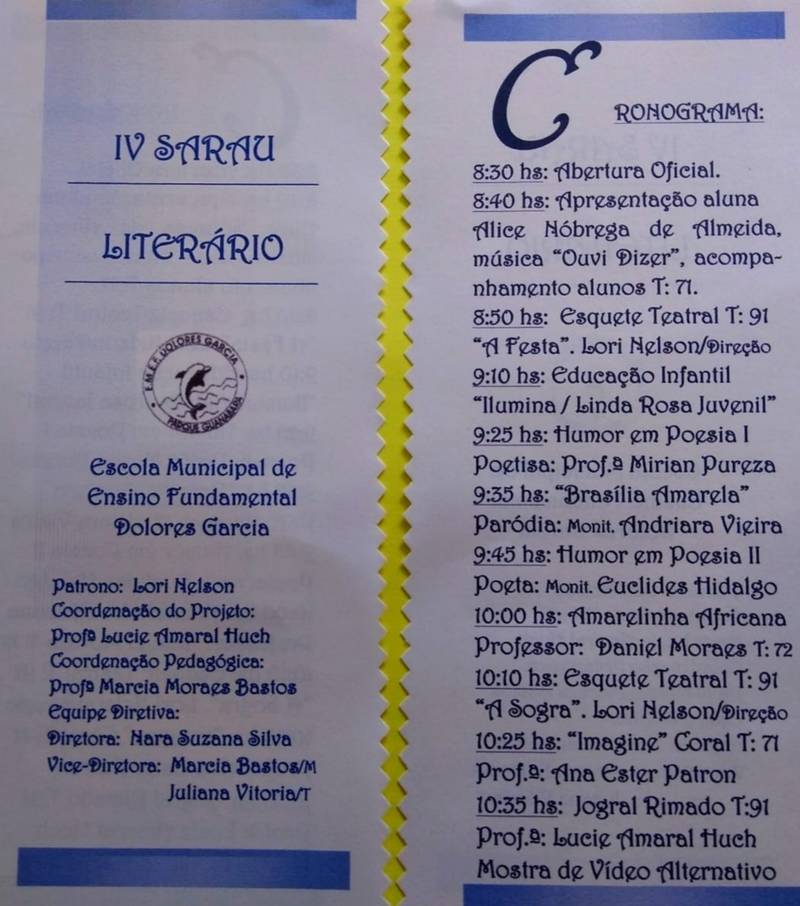 IV SARAU
LITERÁRIO
E.M.E.F. DOLORES GARCIA
PARQUE GUANABARA
Escola Municipal de
Ensino Fundamental
Dolores Garcia
Patrono: Lori Nelson
Coordenação do Projeto:
Profª Lucie Amaral Huch
Coordenação Pedagógica:
Profª Marcia Moraes Bastos
Equipe Diretiva:
Diretora: Nara Suzana Silva
Vice-Diretora: Marcia Bastos/M
Juliana Vitoria/T
CRONOGRAMA:
8:30 hs: Abertura Oficial.
8:40 hs: Apresentação aluna
Alice Nóbrega de Almeida,
música "Ouvi Dizer", acompa-
nhamento alunos T: 71.
8:50 hs: Esquete Teatral T: 91
"A Festa". Lori Nelson/Direção
9:10 hs: Educação Infantil
"Ilumina / Linda Rosa Juvenil"
9:25 hs: Humor em Poesia I
Poetisa: Prof.ª Mirian Pureza
9:35 hs: "Brasília Amarela"
Paródia: Monit. Andriara Vieira
9:45 hs: Humor em Poesia II
Poeta: Monit. Euclides Hidalgo
10:00 hs: Amarelinha Africana
Professor: Daniel Moraes T: 72
10:10 hs: Esquete Teatral T: 91
"A Sogra". Lori Nelson/Direção
10:25 hs: "Imagine" Coral T: 71
Prof.ª: Ana Ester Patron
10:35 hs: Jogral Rimado T:91
Prof.ª: Lucie Amaral Huch
Mostra de Vídeo Alternativo